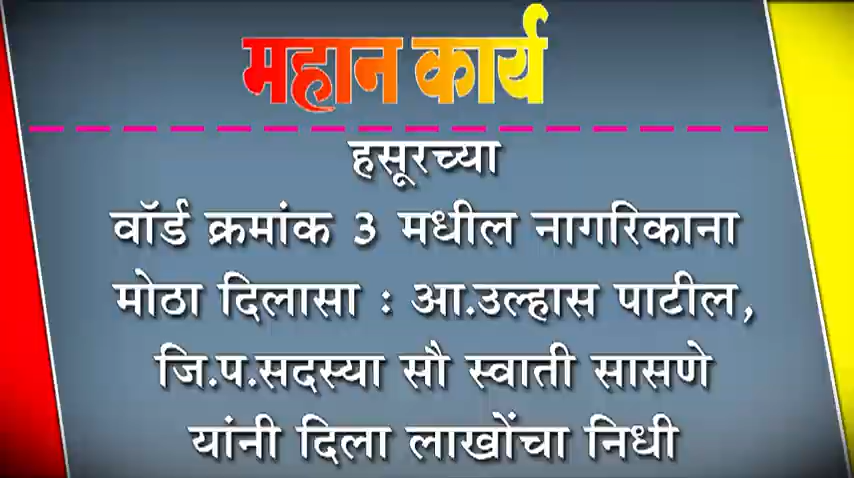 महान कार्य
हसूरच्या
वॉर्ड क्रमांक 3 मधील नागरिकाना
मोठा दिलासा : आ.उल्हास पाटील,
जि.प.सदस्या सौ स्वाती सासणे
यांनी दिला लाखोंचा निधी